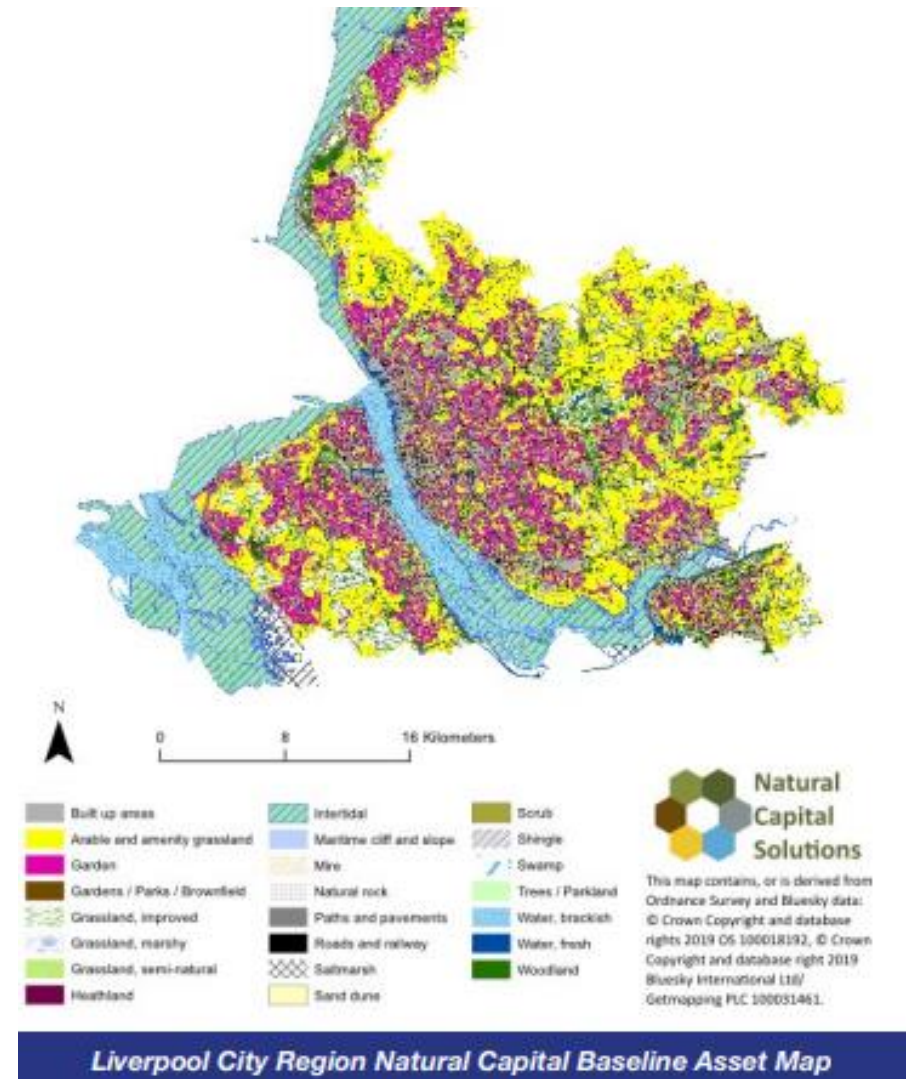 N
0 8 16 Kilometers
Built up areas
Arable and amenity grassland
Garden
Gardens / Parks / Brownfield
Grassland, improved
Grassland, marshy
Grassland, semi-natural
Heathland
Intertidal
Maritime cliff and slope
Mire
Natural rock
Paths and pavements
Roads and railway
Saltmarsh
Sand dune
Scrub
Shingle
Swamp
Trees / Parkland
Water, brackish
Water, fresh
Woodland
Natural
Capital
Solutions
This map contains, or is derived from
Ordnance Survey and Bluesky data:
© Crown Copyright and database
rights 2019 OS 100018192, © Crown
Copyright and database right 2019
Bluesky International Ltd/
Getmapping PLC 100031461.
Liverpool City Region Natural Capital Baseline Asset Map